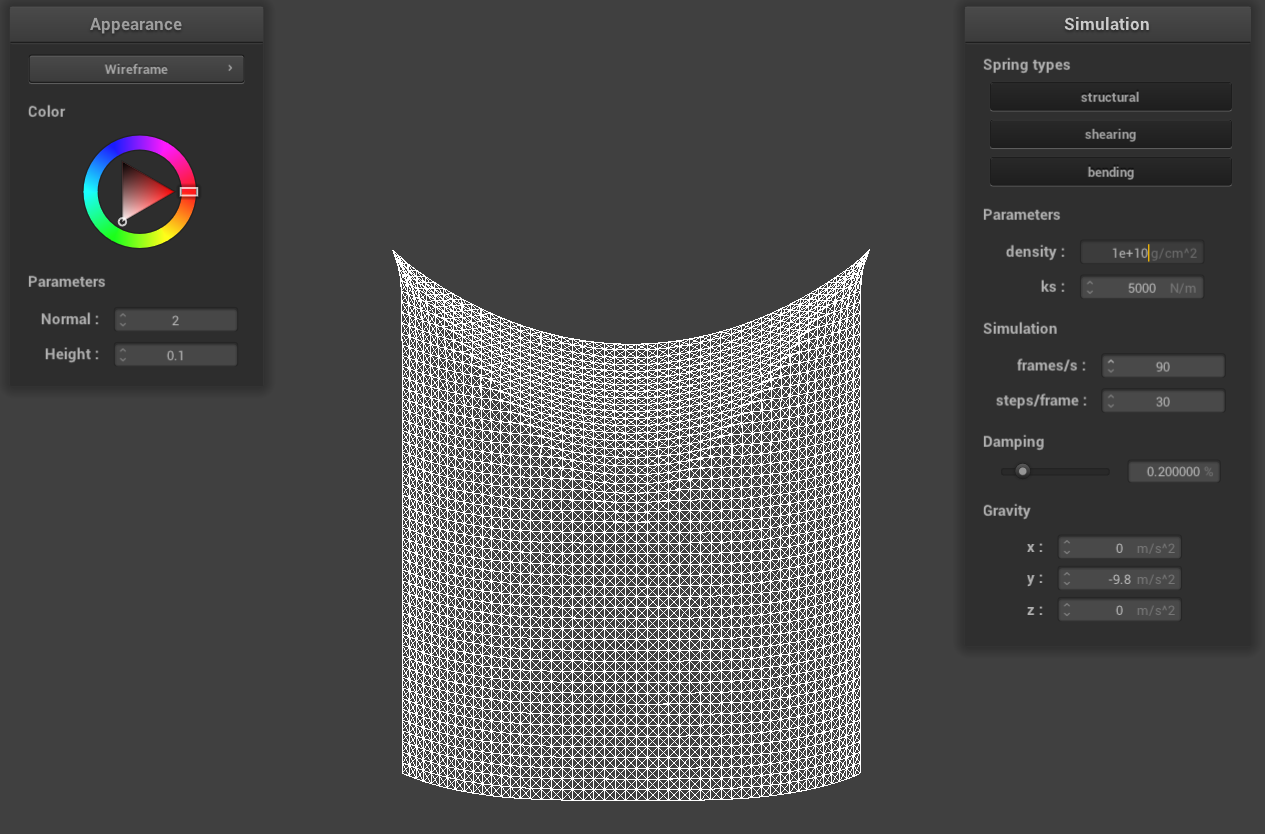 Appearance
Wireframe ›
Color
Parameters
Normal : 2
Height : 0.1
Simulation
Spring types
structural
shearing
bending
Parameters
density : 1e+10 g/cm^2
ks : 5000 N/m
Simulation
frames/s : 90
steps/frame : 30
Damping
0.200000 %
Gravity
x : 0 m/s^2
y : -9.8 m/s^2
z : 0 m/s^2